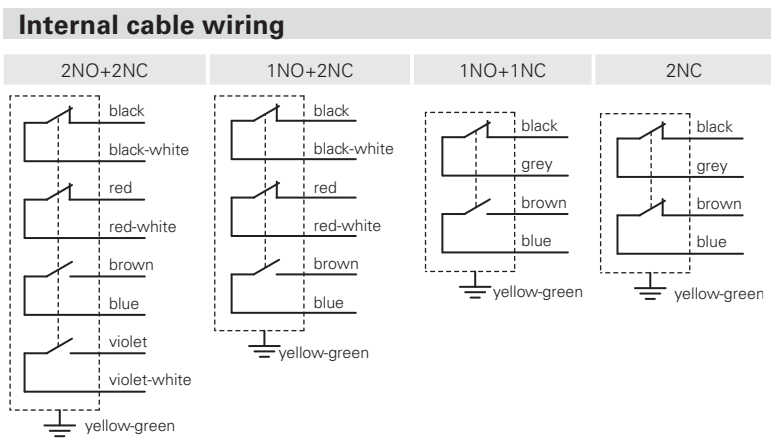 Internal cable wiring
2NO+2NC
1NO+2NC
1NO+1NC
2NC
black
black-white
red
red-white
brown
blue
violet
violet-white
yellow-green
black
black-white
red
red-white
brown
blue
yellow-green
black
grey
brown
blue
yellow-green
black
grey
brown
blue
yellow-green